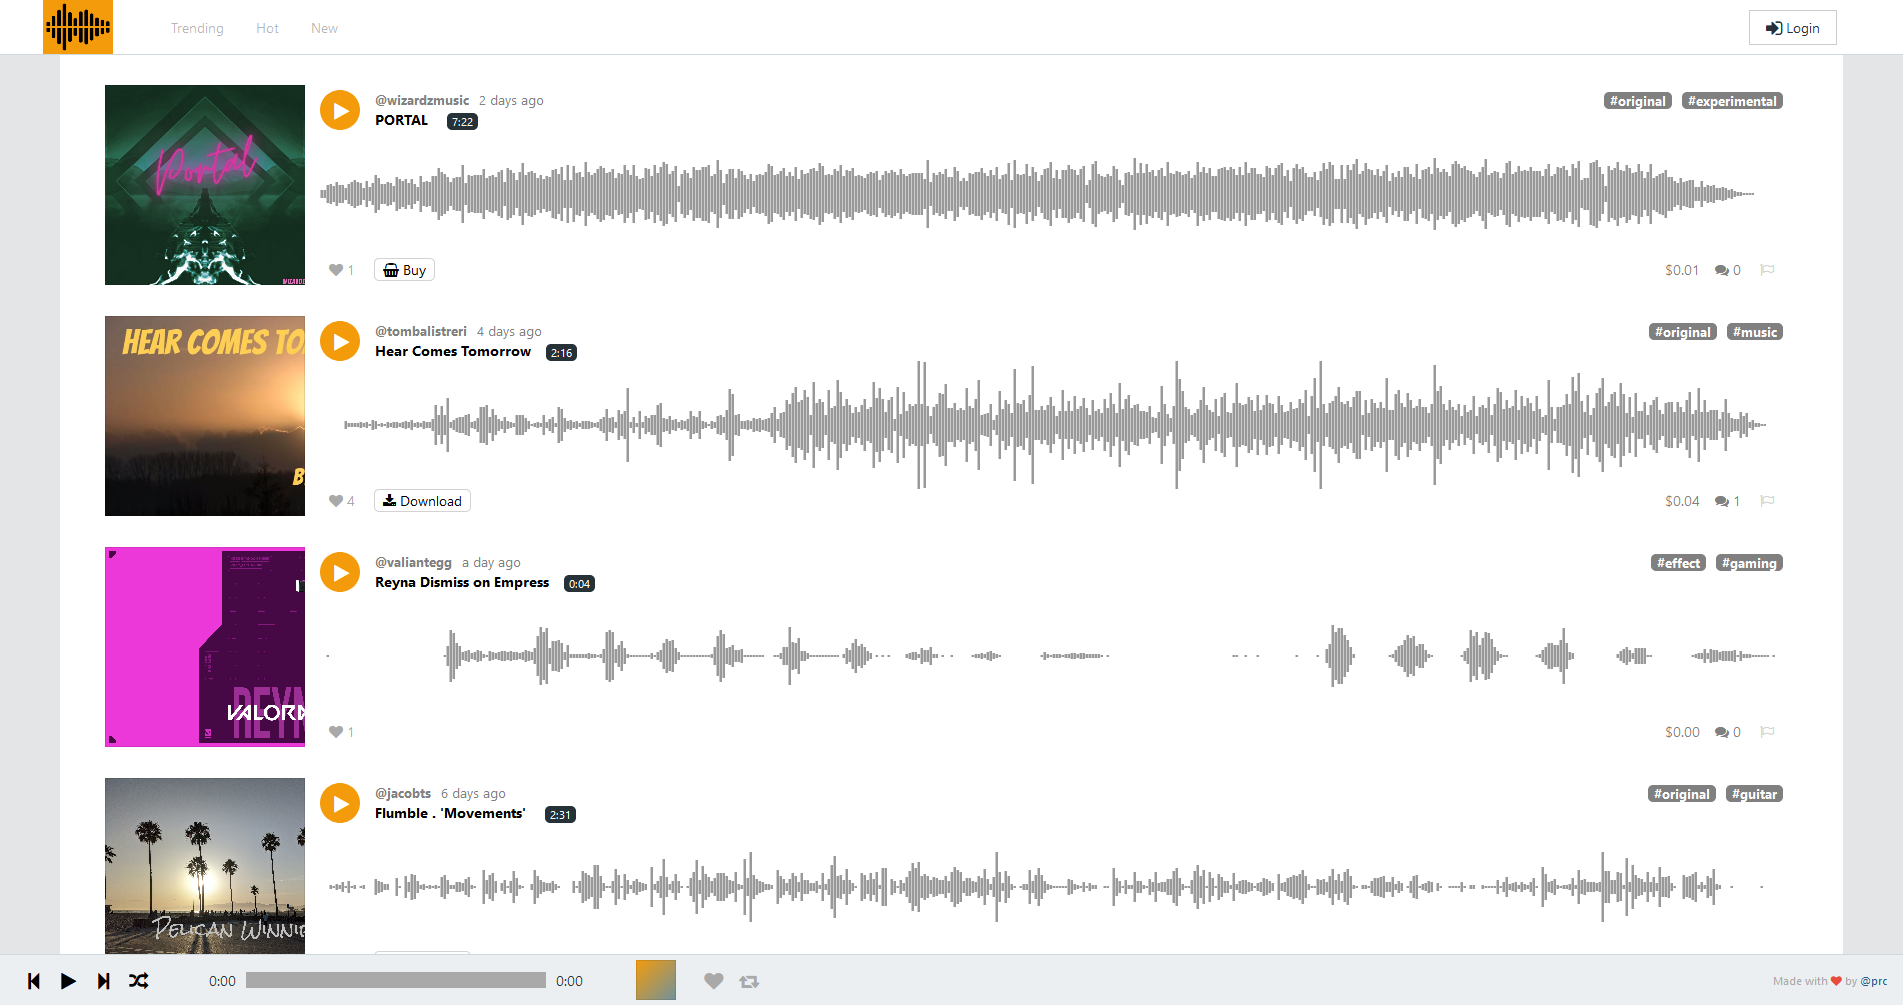 Trending Hot New Login
@wizardzmusic 2 days ago #original #experimental
PORTAL 7:22
Portal
1 Buy $0.01 0
@tombalistreri 4 days ago #original #music
HEAR COMES TO
Hear Comes Tomorrow 2:16
B
4 Download $0.04 1
@valiantegg a day ago #effect #gaming
Reyna Dismiss on Empress 0:04
REYN
VALOR
1 $0.00 0
@jacobts 6 days ago #original #guitar
Flumble . 'Movements' 2:31
Pelican Winnie
0:00 0:00 Made with ❤ by @prc